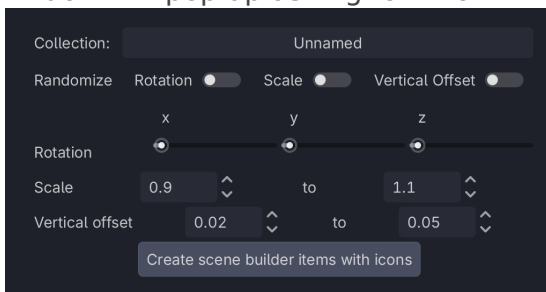 Collection: Unnamed
Randomize Rotation Scale Vertical Offset
x y z
Rotation
Scale 0.9 to 1.1
Vertical offset 0.02 to 0.05
Create scene builder items with icons